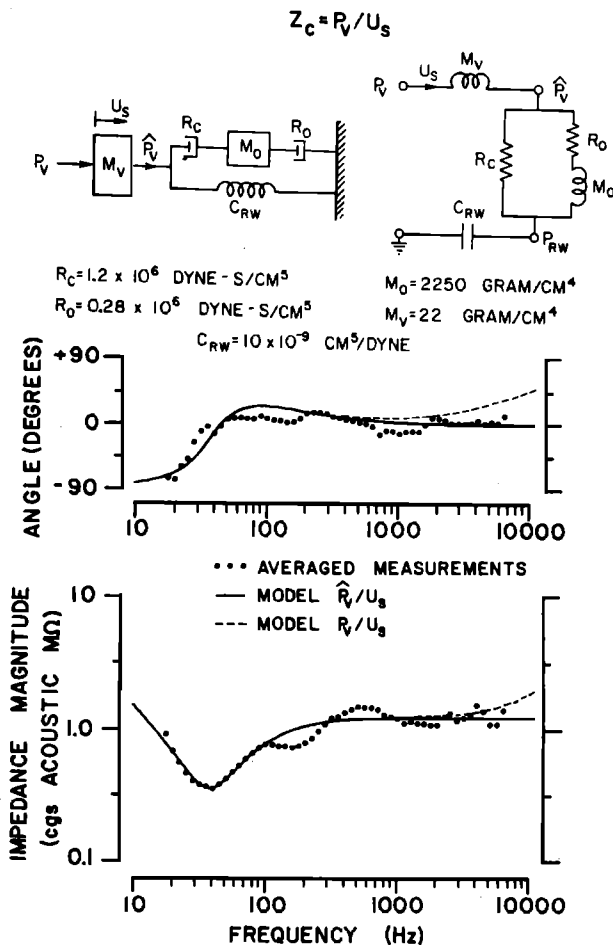 Z_C = P_V / U_S
U_S
P_V
M_V
P̂_V
R_C
M_O
R_O
C_RW
P_V
U_S
M_V
P̂_V
R_C
R_O
M_O
C_RW
P_RW
R_C = 1.2 x 10^6 DYNE - S/CM^5
R_O = 0.28 x 10^6 DYNE - S/CM^5
C_RW = 10 x 10^-9 CM^5/DYNE
M_O = 2250 GRAM/CM^4
M_V = 22 GRAM/CM^4
ANGLE (DEGREES)
+90
0
-90
10
100
1000
10000
••• AVERAGED MEASUREMENTS
— MODEL P̂_V/U_S
--- MODEL P_V/U_S
IMPEDANCE MAGNITUDE
(cgs ACOUSTIC MΩ)
10
1.0
0.1
10
100
1000
10000
FREQUENCY (Hz)